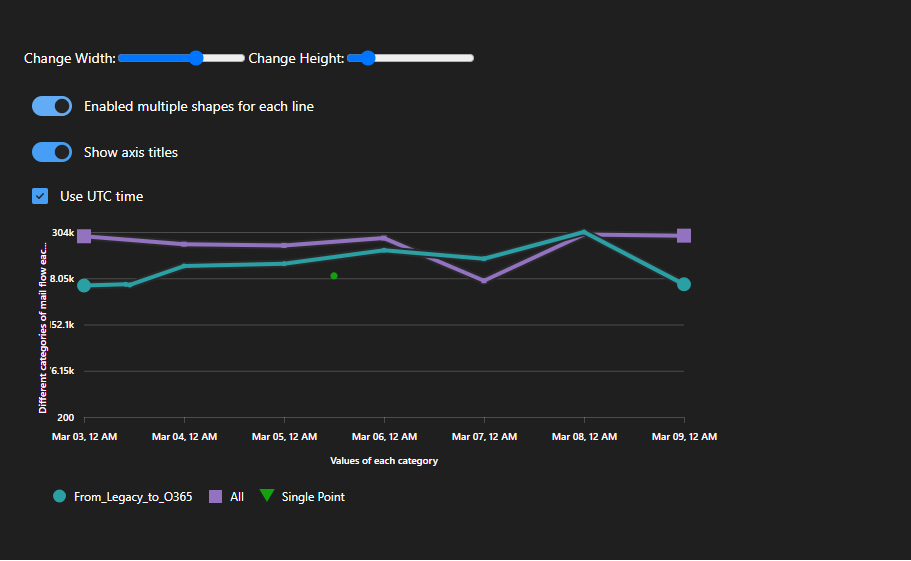 Change Width: Change Height:
Enabled multiple shapes for each line
Show axis titles
Use UTC time
Different categories of mail flow eac...
304k
8.05k
52.1k
6.15k
200
Mar 03, 12 AM Mar 04, 12 AM Mar 05, 12 AM Mar 06, 12 AM Mar 07, 12 AM Mar 08, 12 AM Mar 09, 12 AM
Values of each category
From_Legacy_to_O365 All Single Point